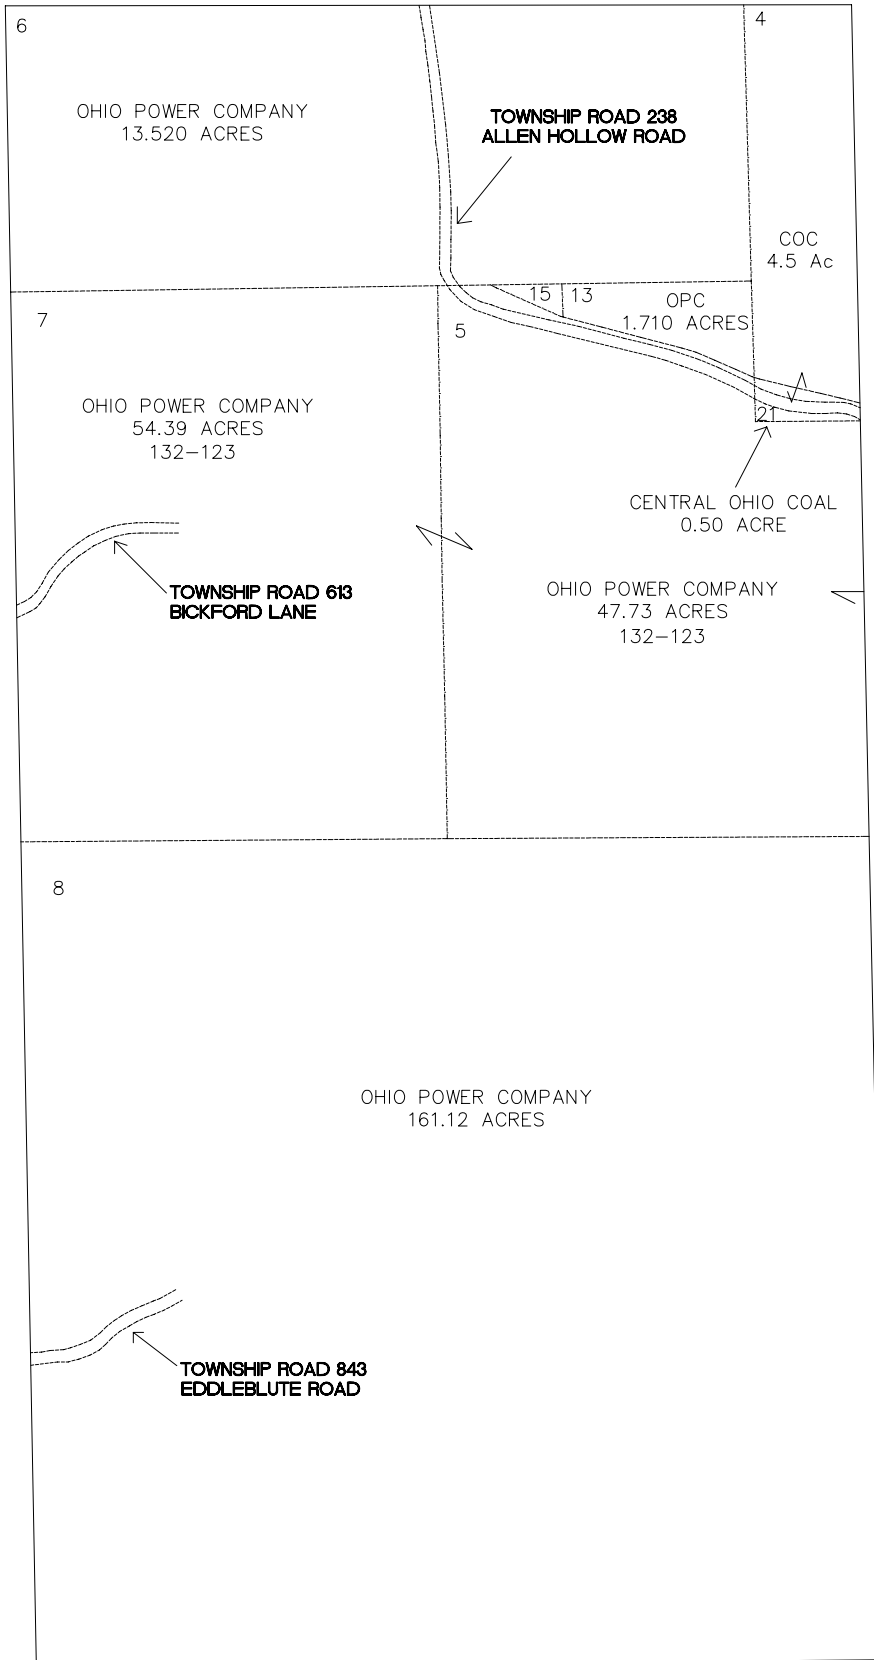 6
4
OHIO POWER COMPANY
13.520 ACRES
TOWNSHIP ROAD 238
ALLEN HOLLOW ROAD
COC
4.5 Ac
15
13
OPC
1.710 ACRES
7
5
OHIO POWER COMPANY
54.39 ACRES
132-123
21
CENTRAL OHIO COAL
0.50 ACRE
TOWNSHIP ROAD 613
BICKFORD LANE
OHIO POWER COMPANY
47.73 ACRES
132-123
8
OHIO POWER COMPANY
161.12 ACRES
TOWNSHIP ROAD 843
EDDLEBLUTE ROAD